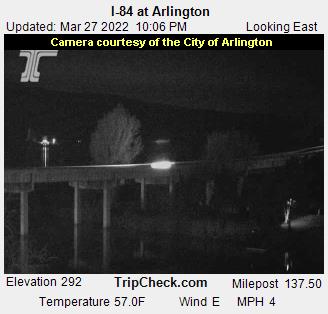 I-84 at Arlington
Updated: Mar 27 2022 10:06 PM Looking East
Camera courtesy of the City of Arlington
Elevation 292 TripCheck.com Milepost 137.50
Temperature 57.0F Wind E MPH 4